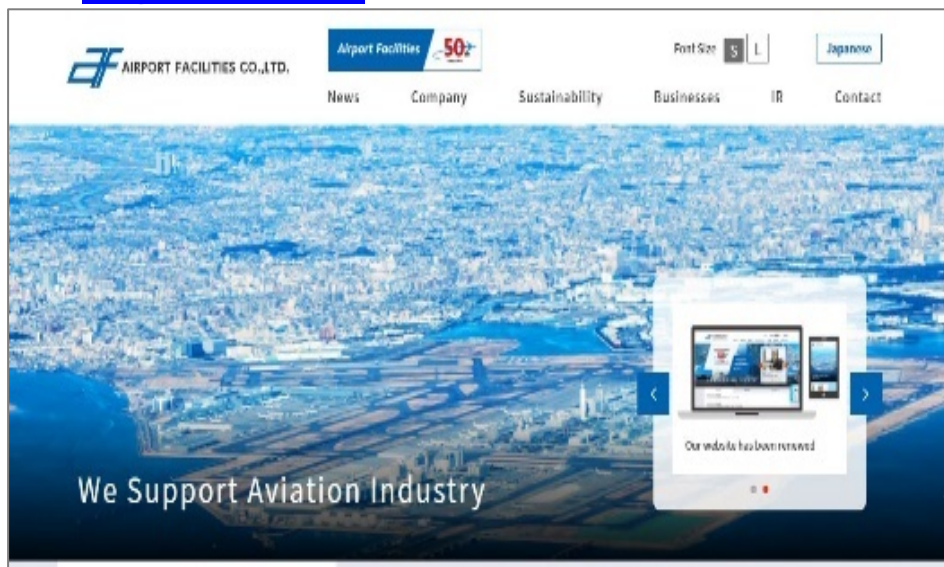 AIRPORT FACILITIES CO.,LTD.
Airport Facilities 50th
Font Size S L
Japanese
News Company Sustainability Businesses IR Contact
Our website has been renewed
We Support Aviation Industry